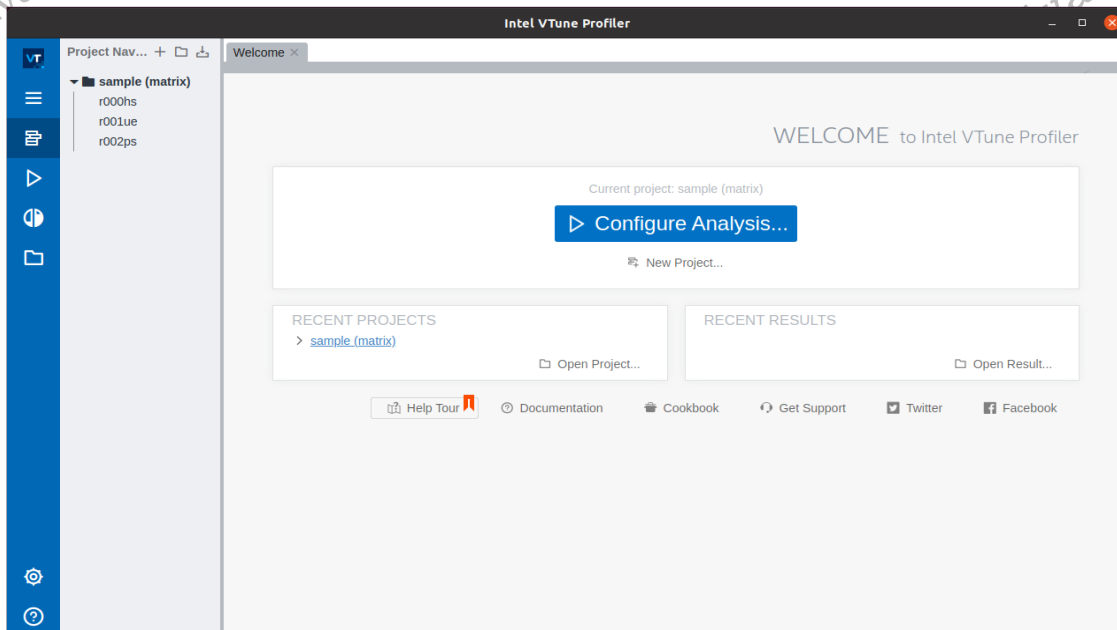 Intel VTune Profiler
VT
Project Nav...
Welcome
sample (matrix)
r000hs
r001ue
r002ps
WELCOME to Intel VTune Profiler
Current project: sample (matrix)
Configure Analysis...
New Project...
RECENT PROJECTS
sample (matrix)
Open Project...
RECENT RESULTS
Open Result...
Help Tour
Documentation
Cookbook
Get Support
Twitter
Facebook